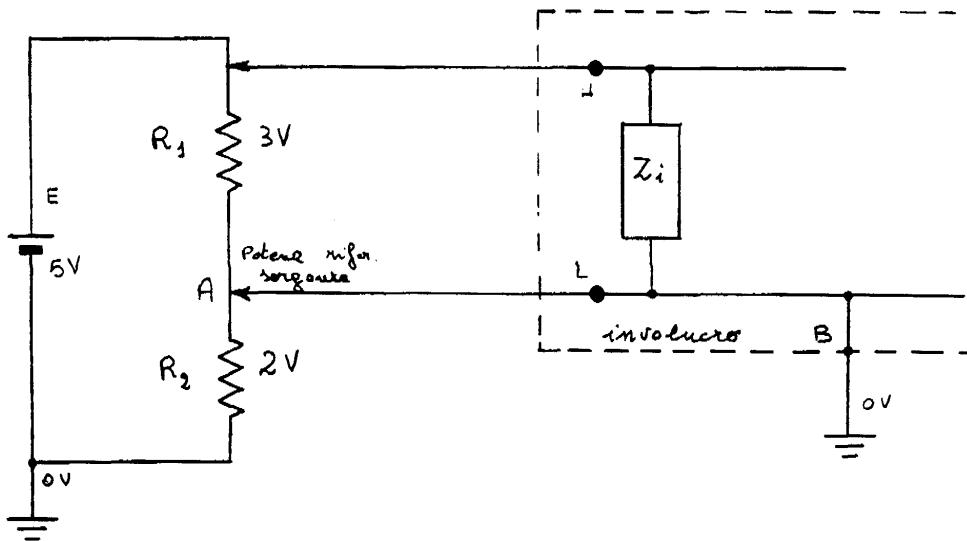 H
R₁ 3V
Zi
E
5V
Potenz. rifer.
sorgente
A
L
involucro B
R₂ 2V
0V
0V